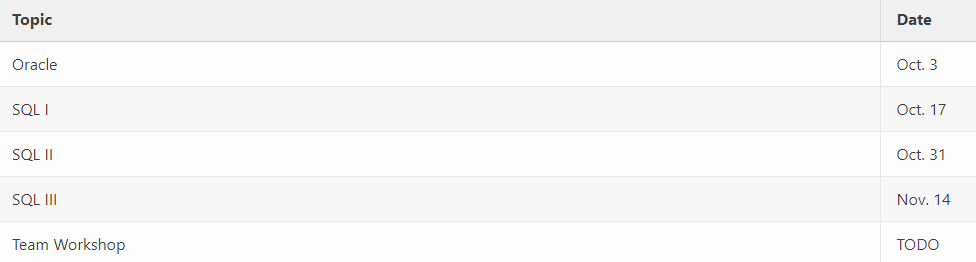 Topic Date
Oracle Oct. 3
SQL I Oct. 17
SQL II Oct. 31
SQL III Nov. 14
Team Workshop TODO